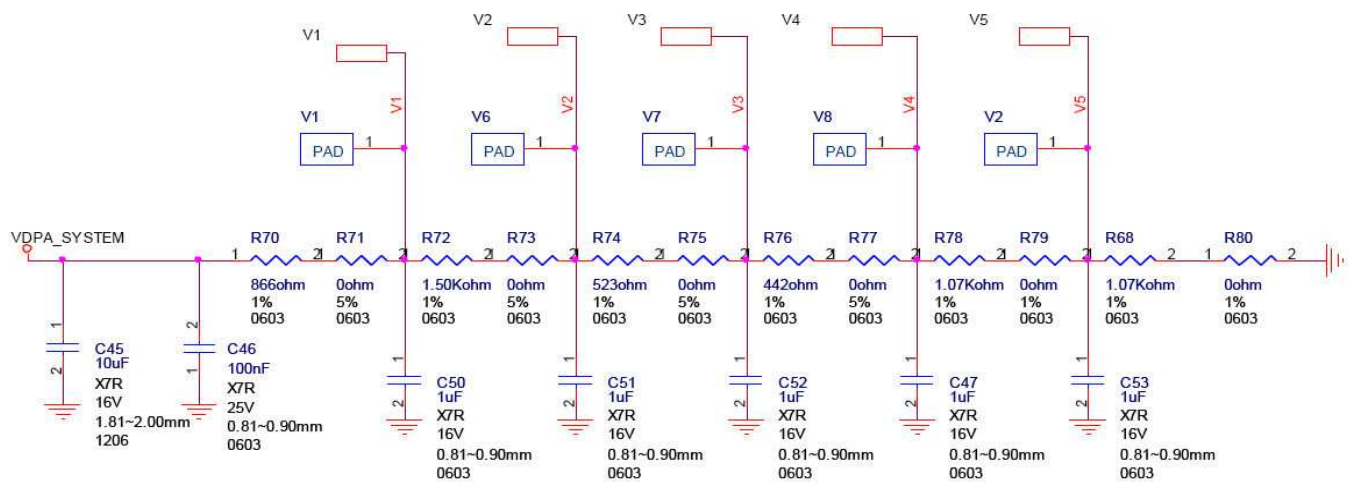 V1
V2
V3
V4
V5
V1
V2
V3
V4
V5
V1
V6
V7
V8
V2
PAD 1
PAD 1
PAD 1
PAD 1
PAD 1
VDPA_SYSTEM
1 R70 2
1 R71 2
1 R72 2
1 R73 2
1 R74 2
1 R75 2
1 R76 2
1 R77 2
1 R78 2
1 R79 2
1 R68 2
1 R80 2
866ohm
1%
0603
0ohm
5%
0603
1.50Kohm
1%
0603
0ohm
5%
0603
523ohm
1%
0603
0ohm
5%
0603
442ohm
1%
0603
0ohm
5%
0603
1.07Kohm
1%
0603
0ohm
1%
0603
1.07Kohm
1%
0603
0ohm
1%
0603
1
2
C45
10uF
X7R
16V
1.81~2.00mm
1206
2
1
C46
100nF
X7R
25V
0.81~0.90mm
0603
1
2
C50
1uF
X7R
16V
0.81~0.90mm
0603
1
2
C51
1uF
X7R
16V
0.81~0.90mm
0603
1
2
C52
1uF
X7R
16V
0.81~0.90mm
0603
1
2
C47
1uF
X7R
16V
0.81~0.90mm
0603
1
2
C53
1uF
X7R
16V
0.81~0.90mm
0603